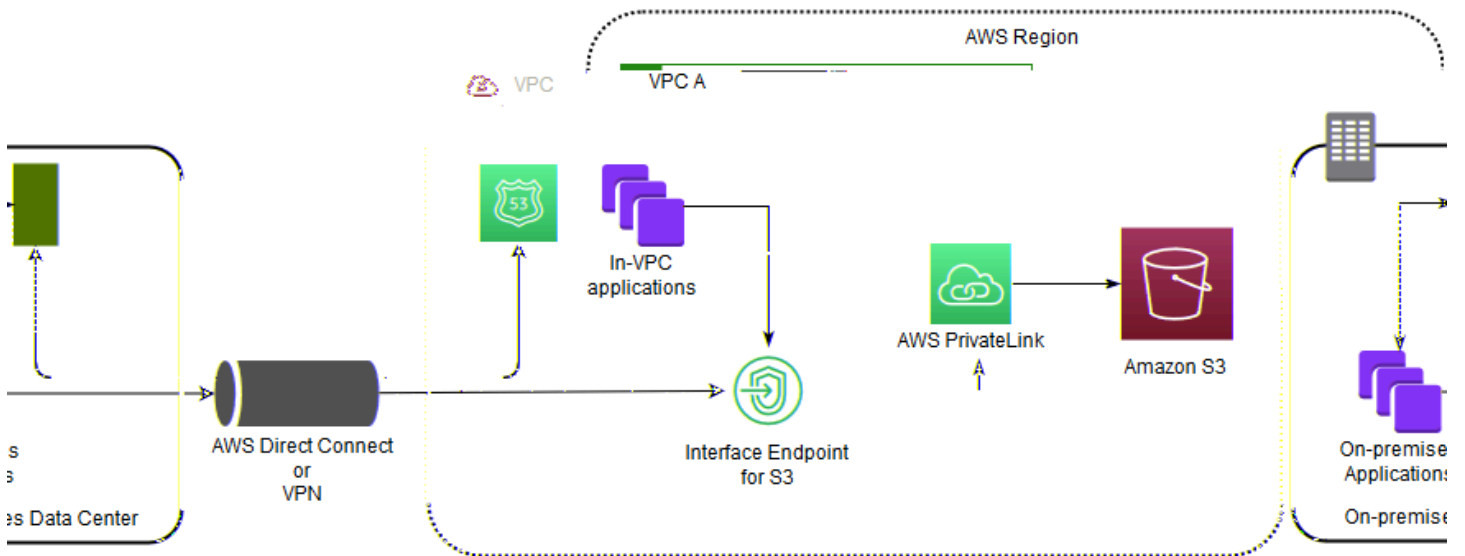 AWS Region
VPC
VPC A
53
In-VPC
applications
AWS PrivateLink
Amazon S3
AWS Direct Connect
or
VPN
Interface Endpoint
for S3
s
s
es Data Center
On-premise
Applications
On-premise